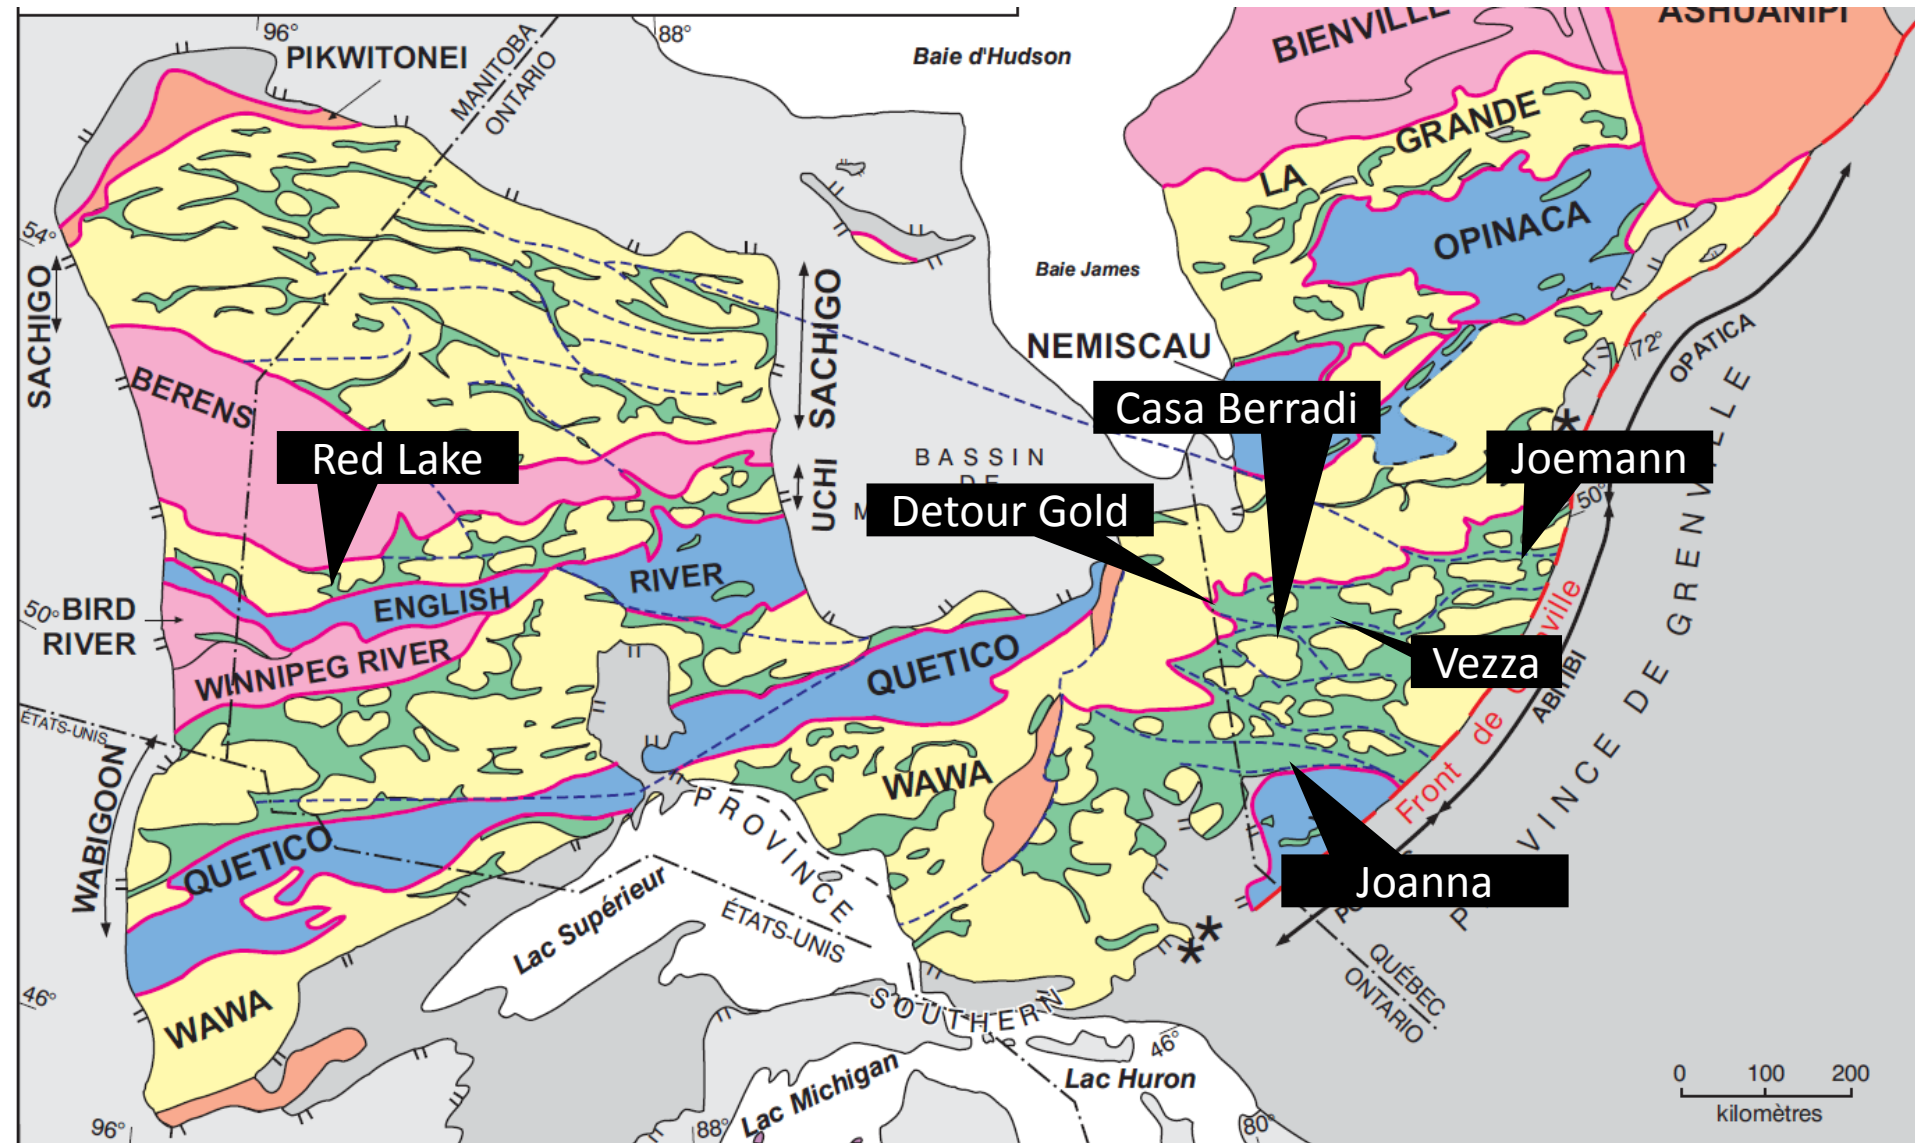 96°
PIKWITONEI
MANITOBA
ONTARIO
88°
Baie d'Hudson
BIENVILLE
ASHUANIPI
LA GRANDE
OPINACA
54°
SACHIGO
SACHIGO
Baie James
NEMISCAU
72°
OPATICA
BERENS
Casa Berradi
Red Lake
Joemann
UCHI
BASSIN
DE
M
Detour Gold
50°
PROVINCE DE GRENVILLE
50°
BIRD
RIVER
ENGLISH
RIVER
WINNIPEG RIVER
QUETICO
Vezza
ABITIBI
ÉTATS-UNIS
WABIGOON
WAWA
PROVINCE
Front de Grenville
QUETICO
Joanna
Lac Supérieur
ÉTATS-UNIS
QUÉBEC
ONTARIO
46°
WAWA
SOUTHERN
46°
Lac Michigan
Lac Huron
0 100 200
kilomètres
96°
88°
80°